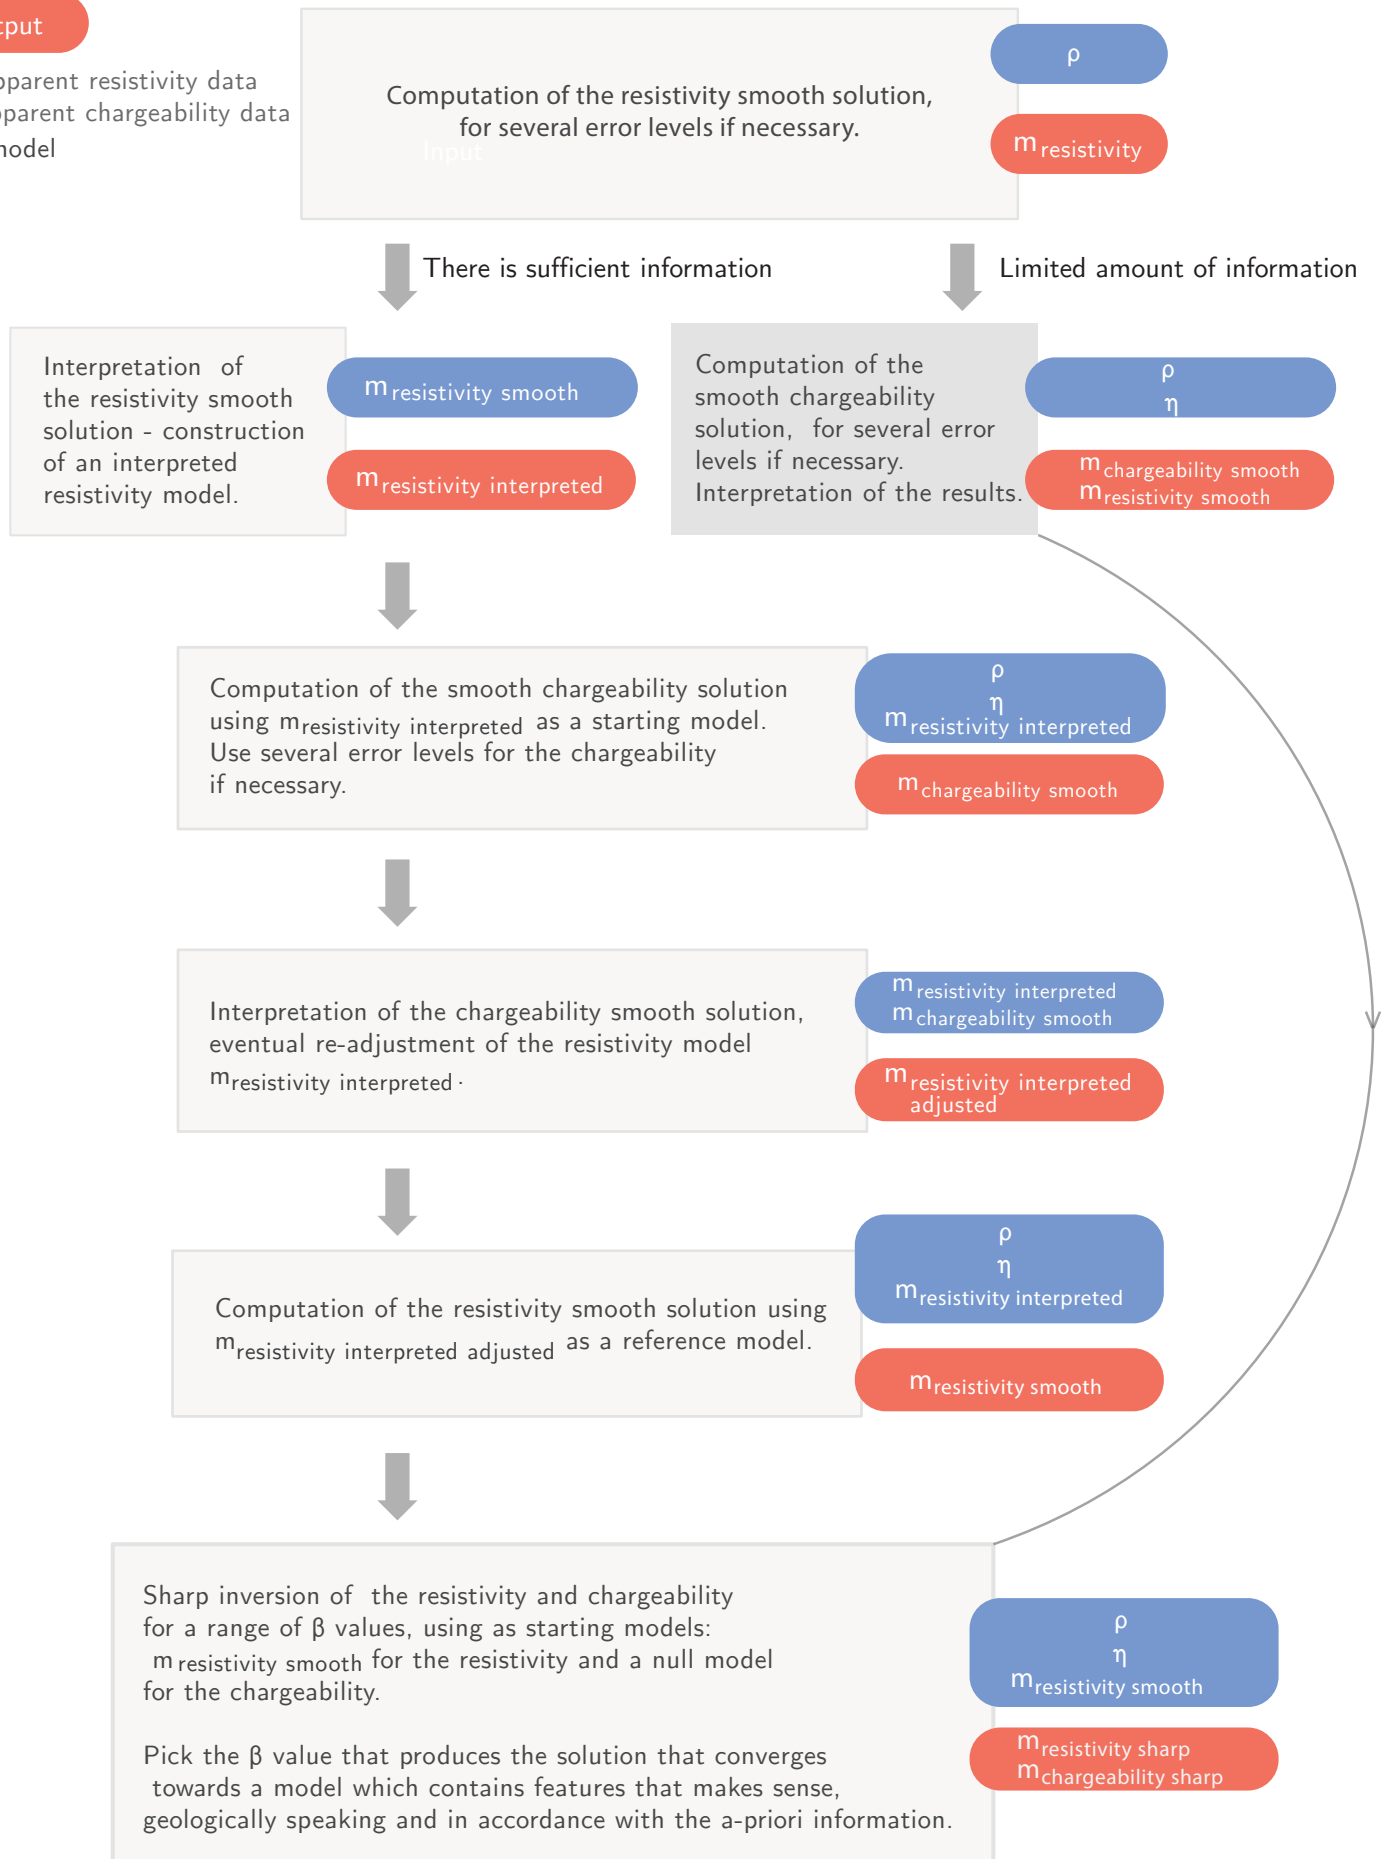 tput
pparent resistivity data
pparent chargeability data
model
Computation of the resistivity smooth solution,
for several error levels if necessary.
Input
ρ
m resistivity
There is sufficient information
Limited amount of information
Interpretation of
the resistivity smooth
solution - construction
of an interpreted
resistivity model.
m resistivity smooth
m resistivity interpreted
Computation of the
smooth chargeability
solution, for several error
levels if necessary.
Interpretation of the results.
ρ
η
m chargeability smooth
m resistivity smooth
Computation of the smooth chargeability solution
using m resistivity interpreted as a starting model.
Use several error levels for the chargeability
if necessary.
ρ
η
m resistivity interpreted
m chargeability smooth
Interpretation of the chargeability smooth solution,
eventual re-adjustment of the resistivity model
m resistivity interpreted .
m resistivity interpreted
m chargeability smooth
m resistivity interpreted
adjusted
Computation of the resistivity smooth solution using
m resistivity interpreted adjusted as a reference model.
ρ
η
m resistivity interpreted
m resistivity smooth
Sharp inversion of the resistivity and chargeability
for a range of β values, using as starting models:
m resistivity smooth for the resistivity and a null model
for the chargeability.
Pick the β value that produces the solution that converges
towards a model which contains features that makes sense,
geologically speaking and in accordance with the a-priori information.
ρ
η
m resistivity smooth
m resistivity sharp
m chargeability sharp